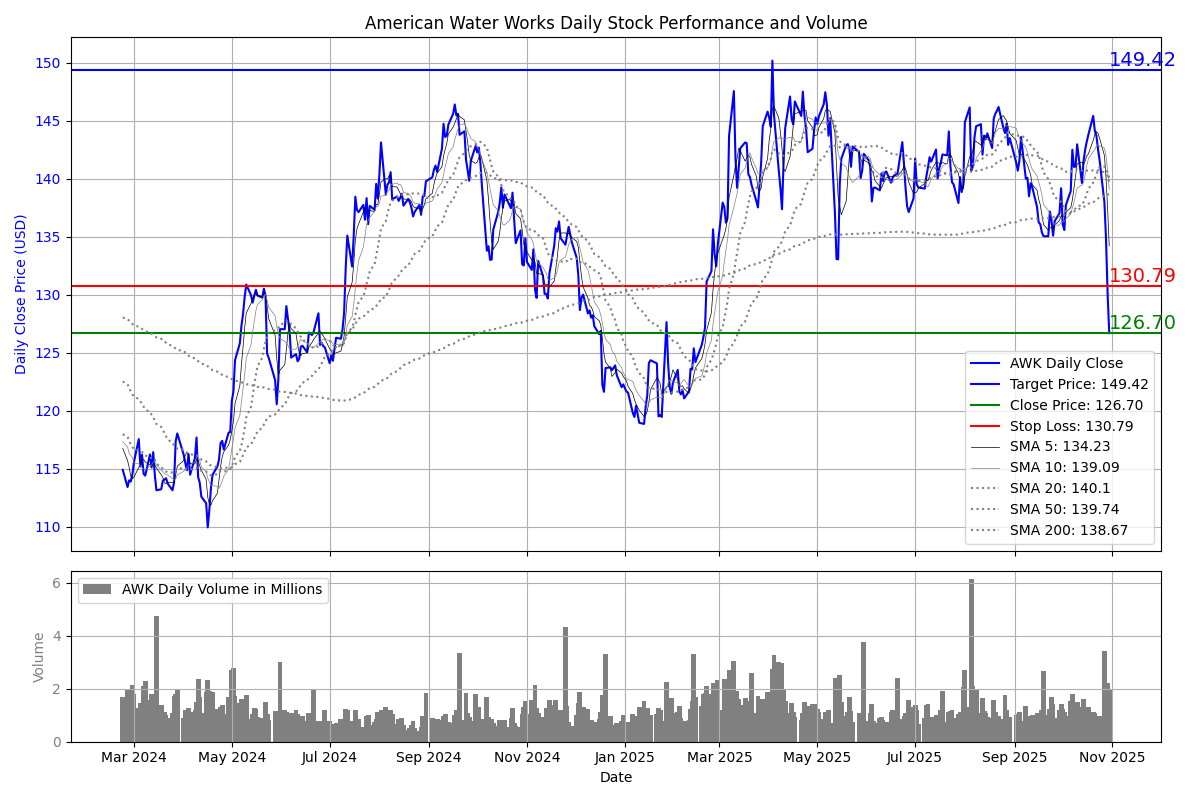 American Water Works Daily Stock Performance and Volume
Daily Close Price (USD)
150
145
140
135
130
125
120
115
110
149.42
130.79
126.70
AWK Daily Close
Target Price: 149.42
Close Price: 126.70
Stop Loss: 130.79
SMA 5: 134.23
SMA 10: 139.09
SMA 20: 140.1
SMA 50: 139.74
SMA 200: 138.67
Volume
6
4
2
0
AWK Daily Volume in Millions
Mar 2024 May 2024 Jul 2024 Sep 2024 Nov 2024 Jan 2025 Mar 2025 May 2025 Jul 2025 Sep 2025 Nov 2025
Date